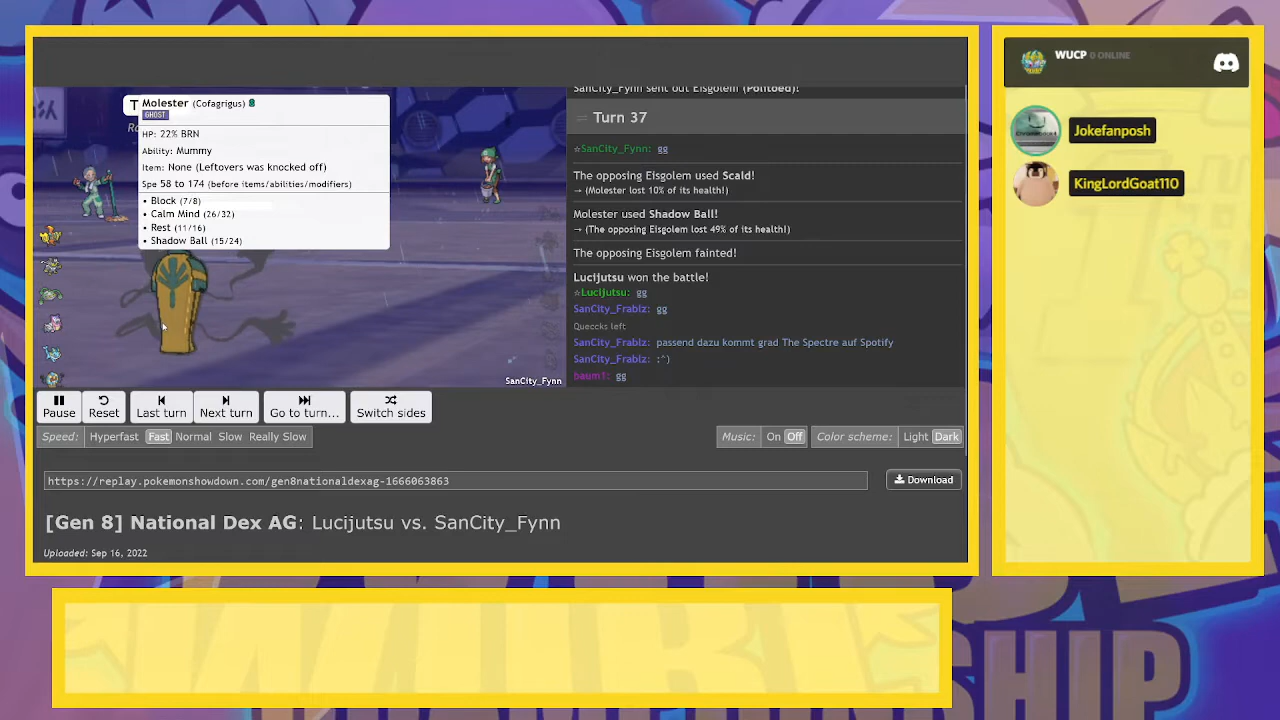 SanCity_Fynn sent out Eisgolem (Politoed)!
Molester (Cofagrigus)
GHOST
HP: 22% BRN
Ability: Mummy
Item: None (Leftovers was knocked off)
Spe 58 to 174 (before items/abilities/modifiers)
• Block (7/8)
• Calm Mind (26/32)
• Rest (11/16)
• Shadow Ball (15/24)
SanCity_Fynn
Turn 37
☆SanCity_Fynn: gg
The opposing Eisgolem used Scald!
→ (Molester lost 10% of its health!)
Molester used Shadow Ball!
→ (The opposing Eisgolem lost 49% of its health!)
The opposing Eisgolem fainted!
Lucijutsu won the battle!
☆Lucijutsu: gg
SanCity_Frabiz: gg
Queccks left
SanCity_Frabiz: passend dazu kommt grad The Spectre auf Spotify
SanCity_Frabiz: :^)
baum1: gg
Pause Reset Last turn Next turn Go to turn... Switch sides
Speed: Hyperfast Fast Normal Slow Really Slow Music: On Off Color scheme: Light Dark
https://replay.pokemonshowdown.com/gen8nationaldexag-1666063863 Download
[Gen 8] National Dex AG: Lucijutsu vs. SanCity_Fynn
Uploaded: Sep 16, 2022
WUCP 0 ONLINE
Jokefanposh
KingLordGoat110